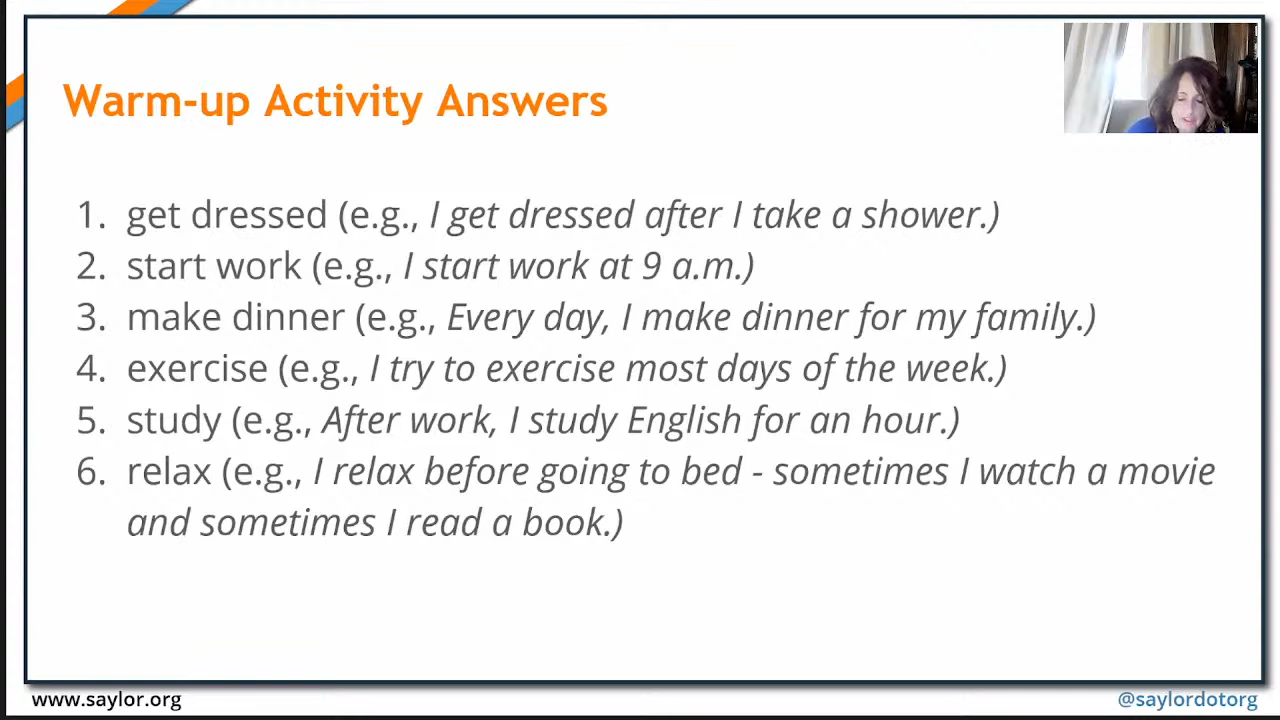 Warm-up Activity Answers
1. get dressed (e.g., I get dressed after I take a shower.)
2. start work (e.g., I start work at 9 a.m.)
3. make dinner (e.g., Every day, I make dinner for my family.)
4. exercise (e.g., I try to exercise most days of the week.)
5. study (e.g., After work, I study English for an hour.)
6. relax (e.g., I relax before going to bed - sometimes I watch a movie
and sometimes I read a book.)
www.saylor.org
@saylordotorg